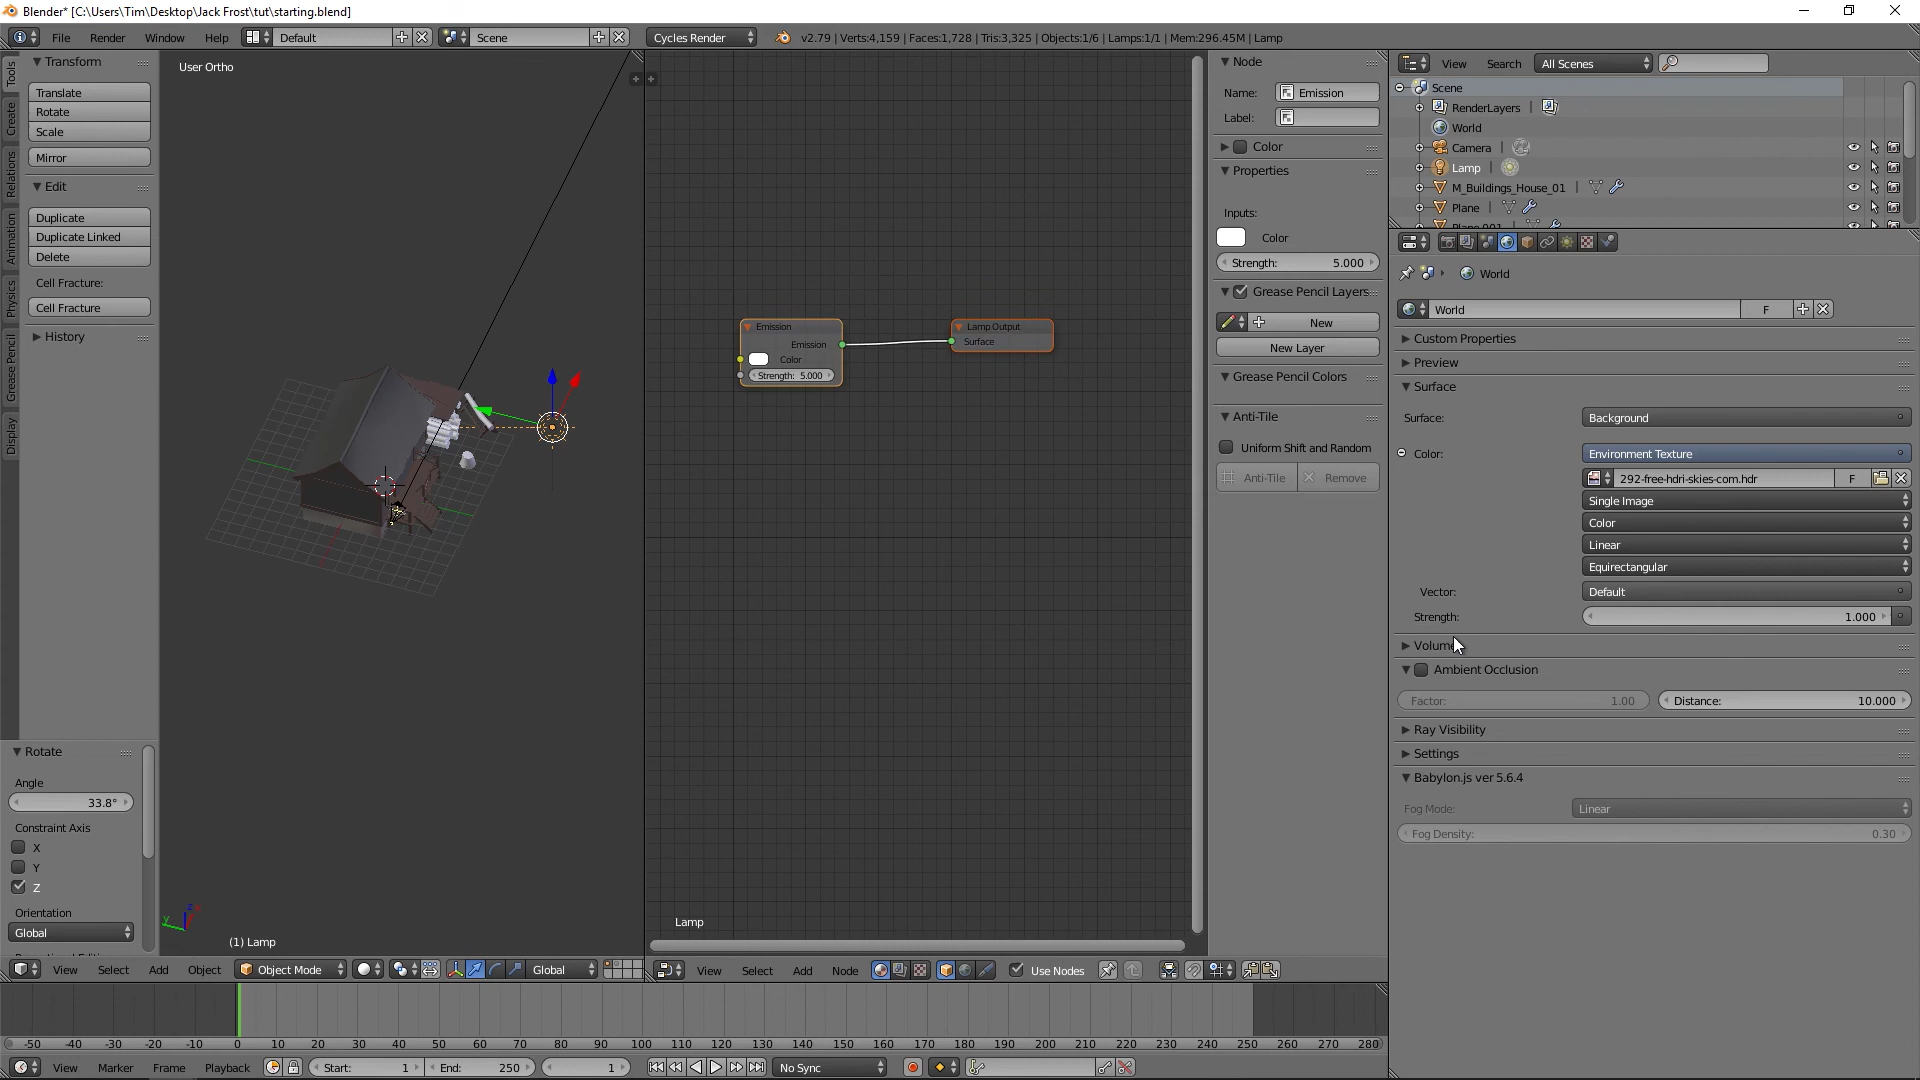 Blender* [C:\Users\Tim\Desktop\Jack Frost\tut\starting.blend]
File Render Window Help Default Scene Cycles Render v2.79 | Verts:4,159 | Faces:1,728 | Tris:3,325 | Objects:1/6 | Lamps:1/1 | Mem:296.45M | Lamp
Tools
Create
Relations
Animation
Physics
Grease Pencil
Display
Transform
Translate
Rotate
Scale
Mirror
Edit
Duplicate
Duplicate Linked
Delete
Cell Fracture:
Cell Fracture
History
Rotate
Angle
33.8°
Constraint Axis
X
Y
Z
Orientation
Global
User Ortho
(1) Lamp
View Select Add Object Object Mode Global
Emission
Emission
Color
Strength: 5.000
Lamp Output
Surface
Lamp
View Select Add Node Use Nodes
Node
Name: Emission
Label:
Color
Properties
Inputs:
Color
Strength: 5.000
Grease Pencil Layers
New
New Layer
Grease Pencil Colors
Anti-Tile
Uniform Shift and Random
Anti-Tile Remove
View Search All Scenes
Scene
RenderLayers
World
Camera
Lamp
M_Buildings_House_01
Plane
Plane.001
World
World F
Custom Properties
Preview
Surface
Surface: Background
Color: Environment Texture
292-free-hdri-skies-com.hdr F
Single Image
Color
Linear
Equirectangular
Vector: Default
Strength: 1.000
Volume
Ambient Occlusion
Factor: 1.00 Distance: 10.000
Ray Visibility
Settings
Babylon.js ver 5.6.4
Fog Mode: Linear
Fog Density: 0.30
-50 -40 -30 -20 -10 0 10 20 30 40 50 60 70 80 90 100 110 120 130 140 150 160 170 180 190 200 210 220 230 240 250 260 270 280
View Marker Frame Playback Start: 1 End: 250 1 No Sync